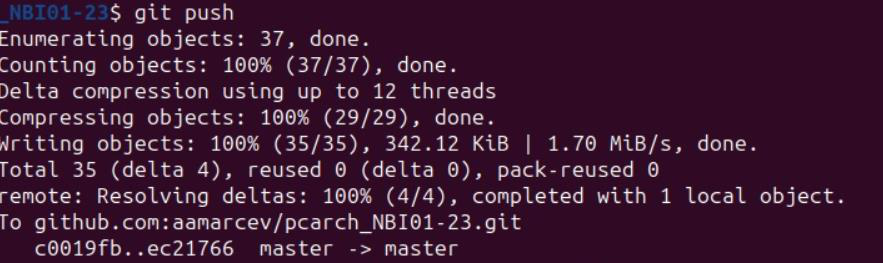 _NBI01-23$ git push
Enumerating objects: 37, done.
Counting objects: 100% (37/37), done.
Delta compression using up to 12 threads
Compressing objects: 100% (29/29), done.
Writing objects: 100% (35/35), 342.12 KiB | 1.70 MiB/s, done.
Total 35 (delta 4), reused 0 (delta 0), pack-reused 0
remote: Resolving deltas: 100% (4/4), completed with 1 local object.
To github.com:aamarcev/pcarch_NBI01-23.git
   c0019fb..ec21766  master -> master